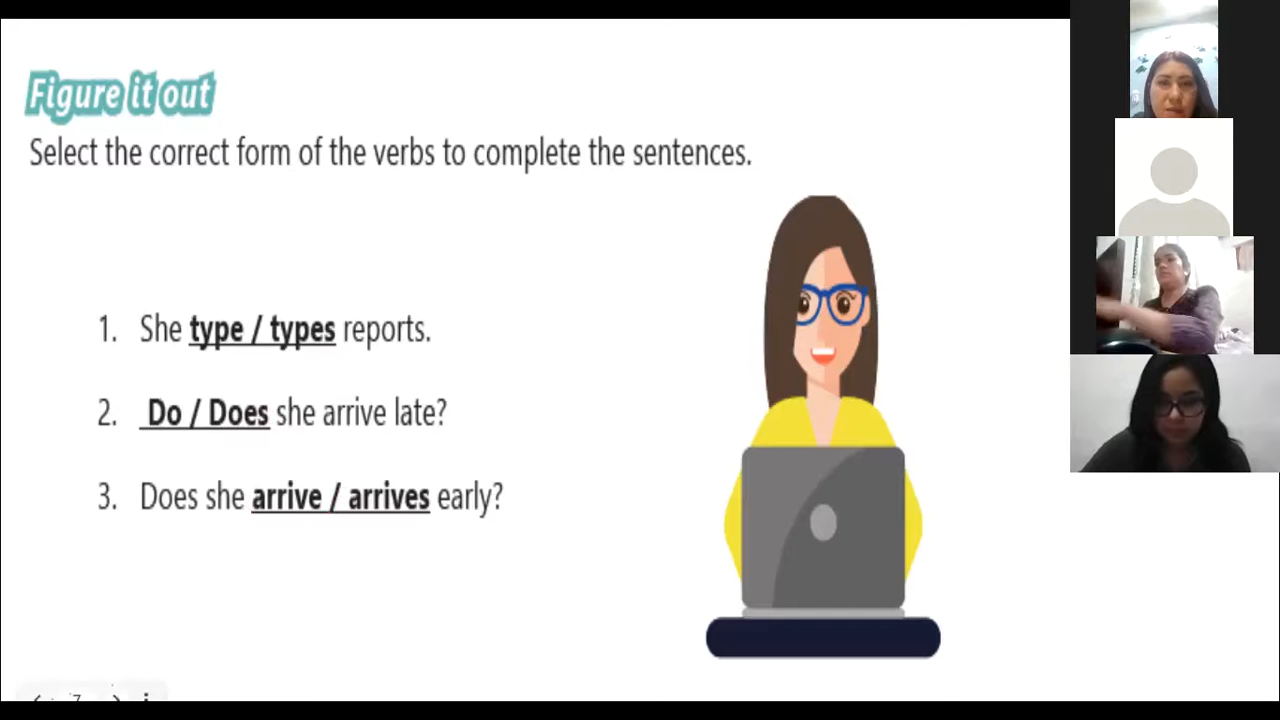 Figure it out
Select the correct form of the verbs to complete the sentences.
1. She type / types reports.
2. Do / Does she arrive late?
3. Does she arrive / arrives early?
7